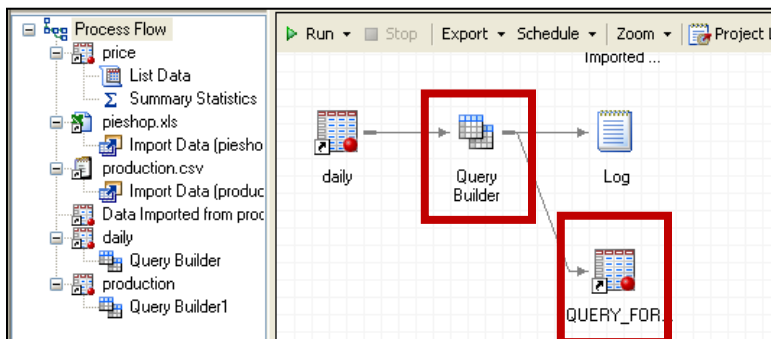 Process Flow
price
List Data
Summary Statistics
pieshop.xls
Import Data (piesho
production.csv
Import Data (produc
Data Imported from proc
daily
Query Builder
production
Query Builder1
Run Stop Export Schedule Zoom Project L
Imported ...
daily
Query
Builder
Log
QUERY_FOR...